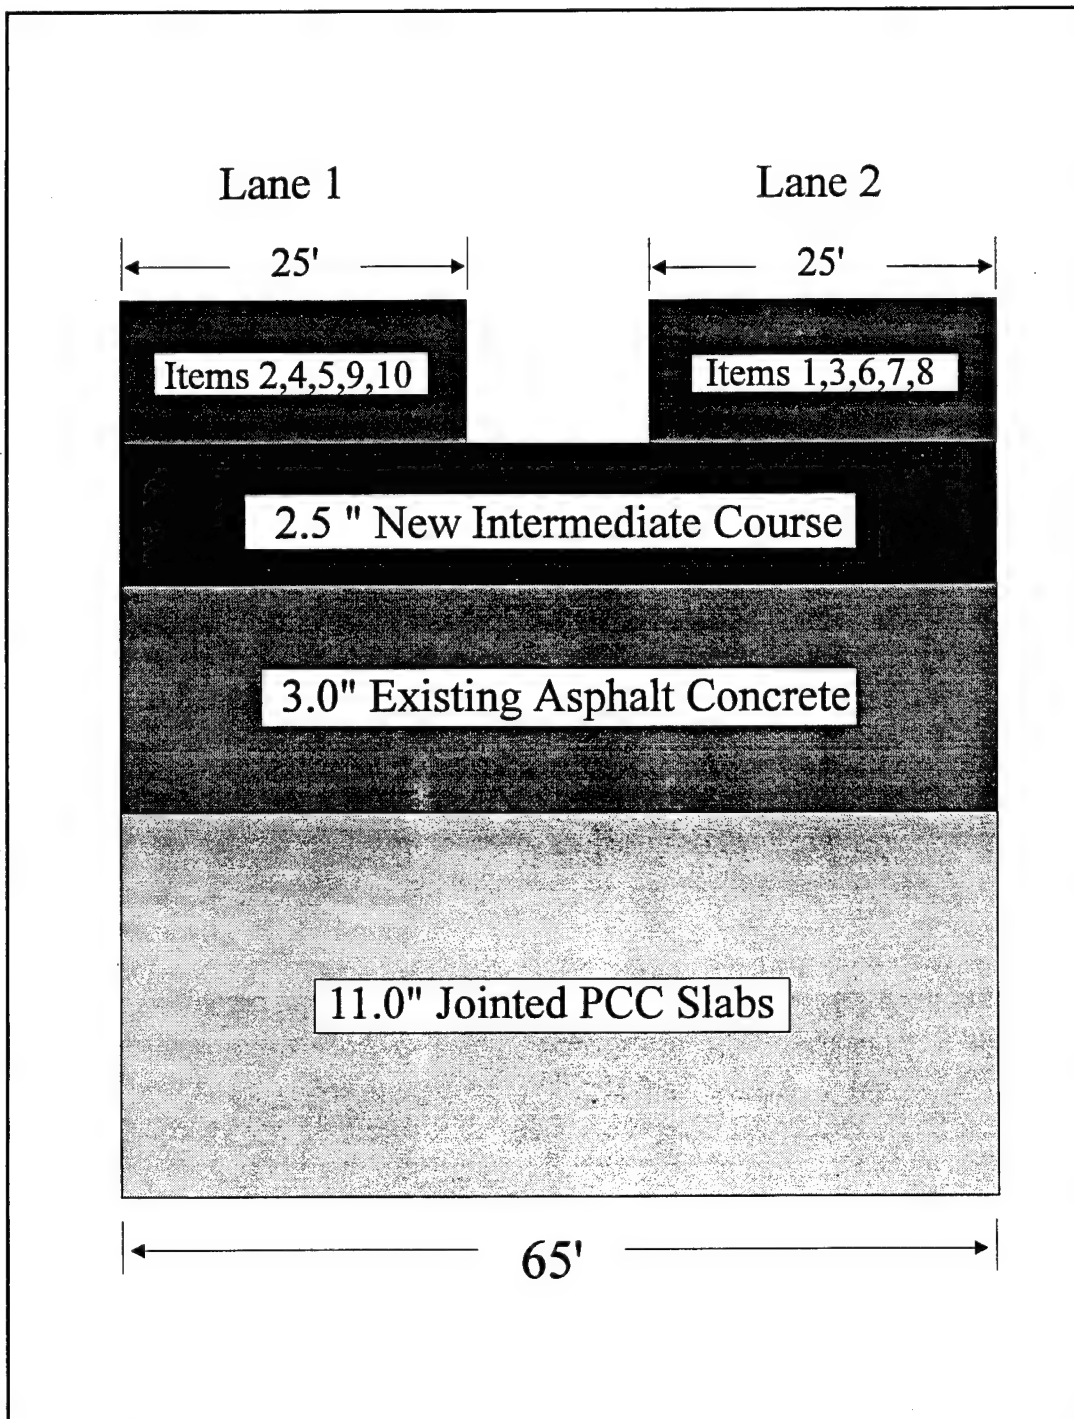 Lane 1
Lane 2
25'
25'
Items 2,4,5,9,10
Items 1,3,6,7,8
2.5 " New Intermediate Course
3.0" Existing Asphalt Concrete
11.0" Jointed PCC Slabs
65'